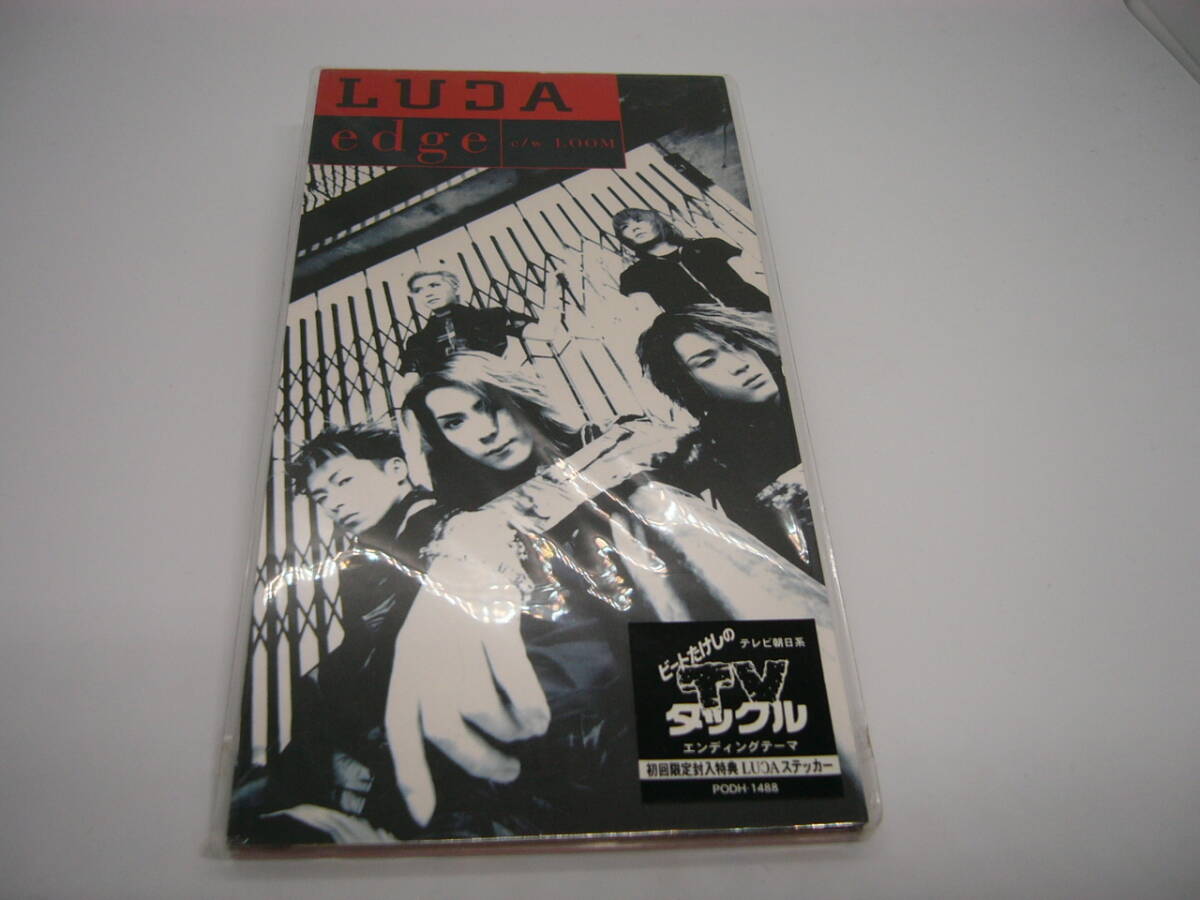 LUƆA
edge
c/w LOOM
ビートたけしの
テレビ朝日系
TV
タックル
エンディングテーマ
初回限定封入特典 LUƆAステッカー
PODH-1488